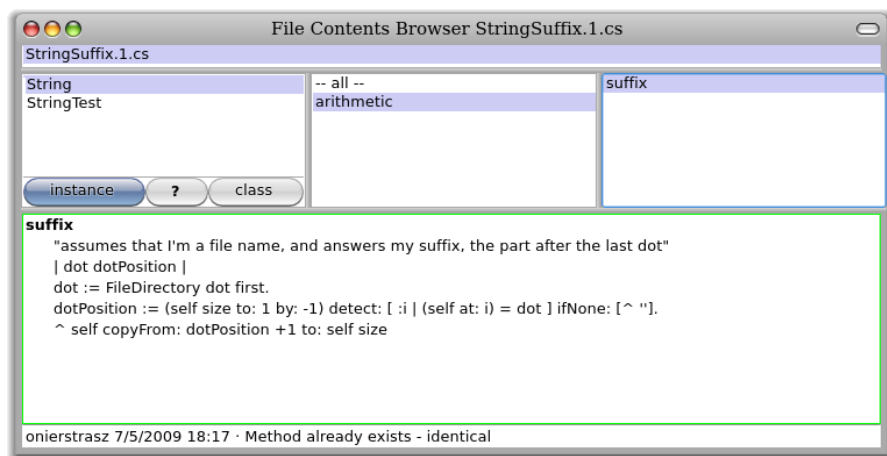 File Contents Browser StringSuffix.1.cs
StringSuffix.1.cs
String
StringTest
-- all --
arithmetic
suffix
instance ? class
suffix
"assumes that I'm a file name, and answers my suffix, the part after the last dot"
| dot dotPosition |
dot := FileDirectory dot first.
dotPosition := (self size to: 1 by: -1) detect: [ :i | (self at: i) = dot ] ifNone: [^ ''].
^ self copyFrom: dotPosition +1 to: self size
onierstrasz 7/5/2009 18:17 · Method already exists - identical